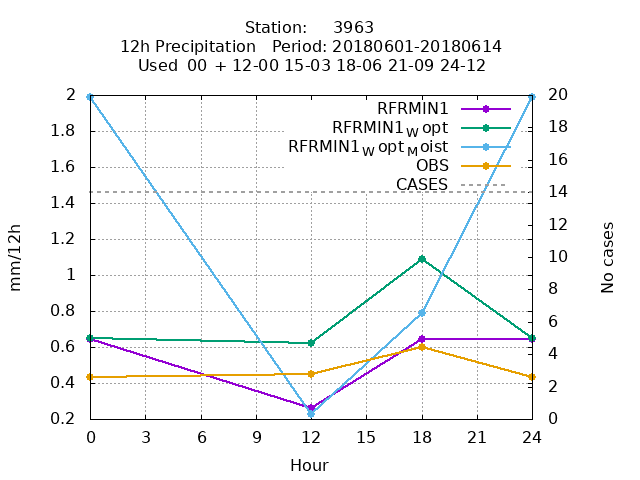 Station: 3963
12h Precipitation Period: 20180601-20180614
Used 00 + 12-00 15-03 18-06 21-09 24-12
RFRMIN1
RFRMIN1W opt
RFRMIN1W optM oist
OBS
CASES
2
1.8
1.6
1.4
1.2
1
0.8
0.6
0.4
0.2
mm/12h
20
18
16
14
12
10
8
6
4
2
0
No cases
0 3 6 9 12 15 18 21 24
Hour